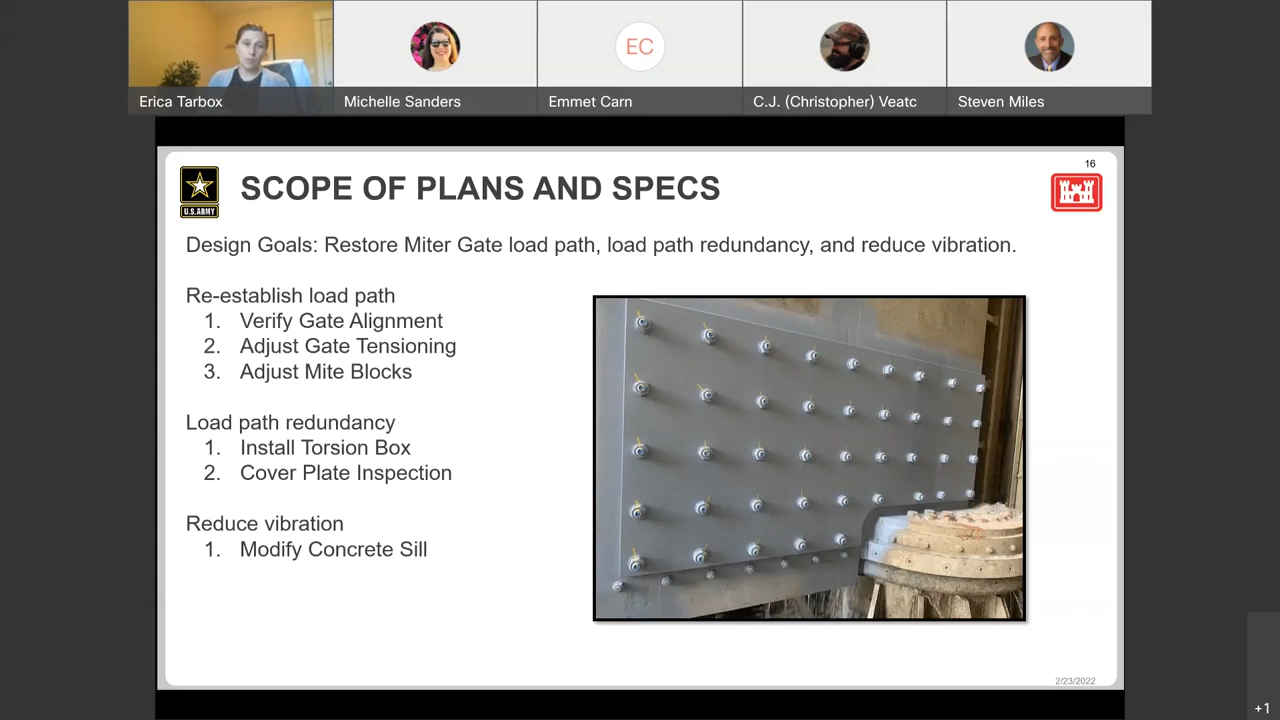 EC
Erica Tarbox
Michelle Sanders
Emmet Carn
C.J. (Christopher) Veatc
Steven Miles
16
U.S.ARMY
SCOPE OF PLANS AND SPECS
Design Goals: Restore Miter Gate load path, load path redundancy, and reduce vibration.
Re-establish load path
1. Verify Gate Alignment
2. Adjust Gate Tensioning
3. Adjust Mite Blocks
Load path redundancy
1. Install Torsion Box
2. Cover Plate Inspection
Reduce vibration
1. Modify Concrete Sill
2/23/2022
+1